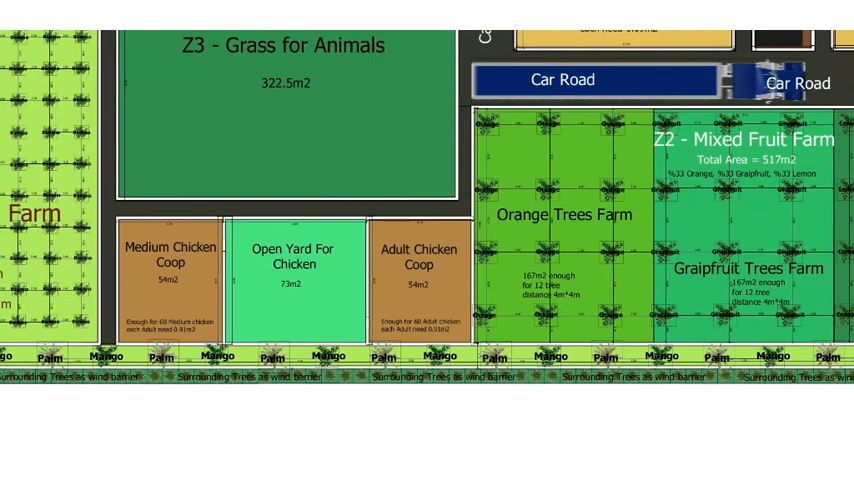 Z3 - Grass for Animals
322.5m2
Car Road
Car Road
Z2 - Mixed Fruit Farm
Total Area = 517m2
%33 Orange, %33 Graipfruit, %33 Lemon
Farm
Orange Trees Farm
167m2 enough
for 12 tree
distance 4m*4m
Graipfruit Trees Farm
167m2 enough
for 12 tree
distance 4m*4m
Medium Chicken
Coop
54m2
Enough for 60 Medium chicken
each Adult need 0.91m2
Open Yard For
Chicken
73m2
Adult Chicken
Coop
54m2
Enough for 60 Adult chicken
each Adult need 0.91m2
Palm Mango Palm Mango Palm Mango Palm Mango Palm Mango Palm Mango Palm Mango Palm
Surrounding Trees as wind barrier Surrounding Trees as wind barrier Surrounding Trees as wind barrier Surrounding Trees as wind barrier Surrounding Trees as wind